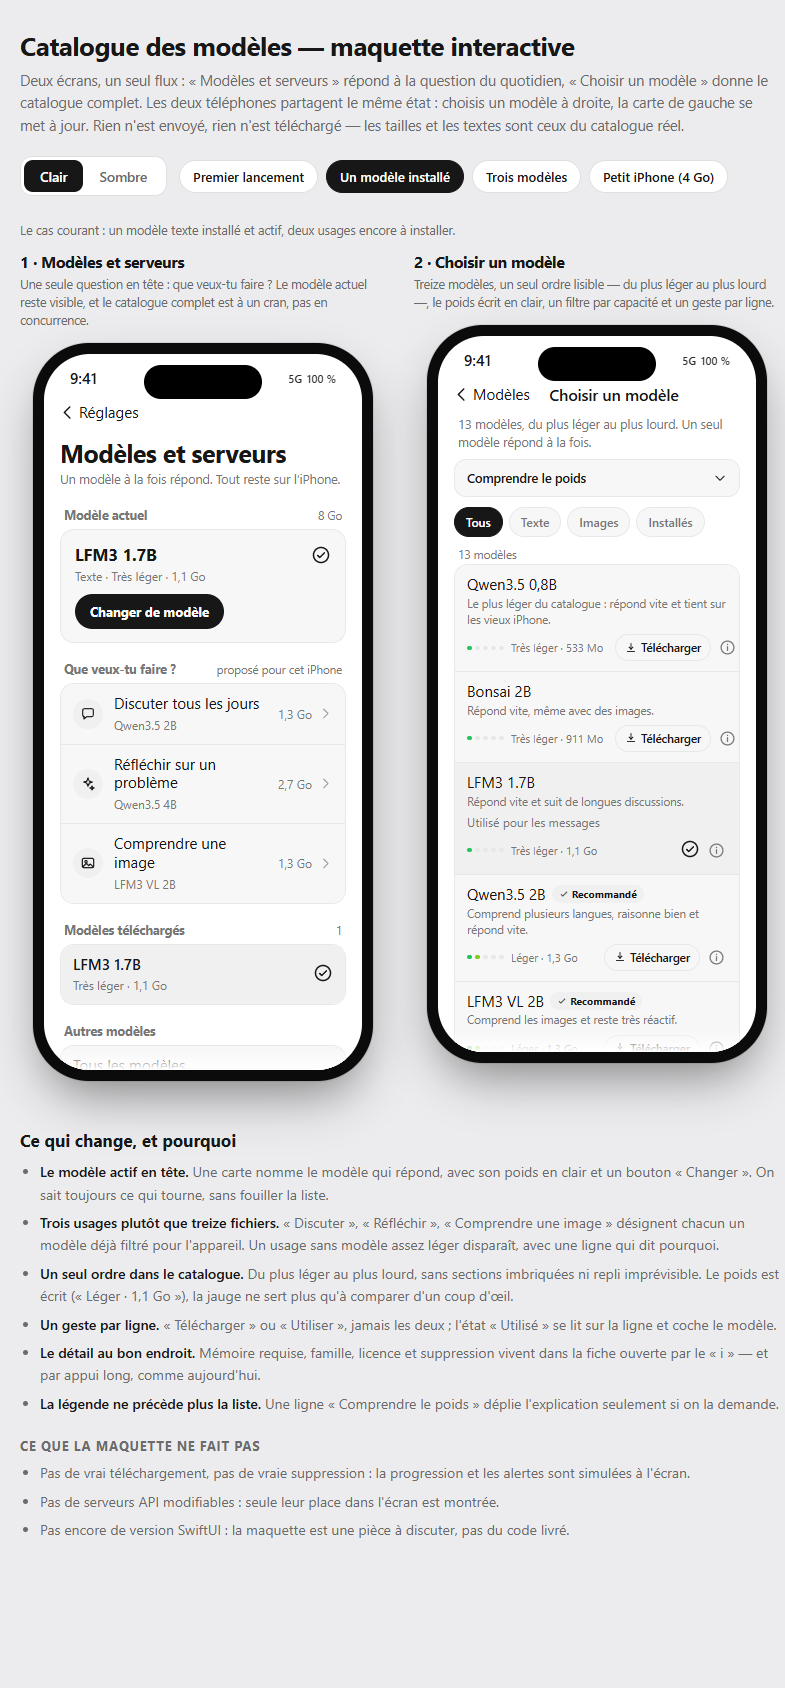 Catalogue des modèles — maquette interactive
Deux écrans, un seul flux : « Modèles et serveurs » répond à la question du quotidien, « Choisir un modèle » donne le
catalogue complet. Les deux téléphones partagent le même état : choisis un modèle à droite, la carte de gauche se
met à jour. Rien n'est envoyé, rien n'est téléchargé — les tailles et les textes sont ceux du catalogue réel.
Clair Sombre Premier lancement Un modèle installé Trois modèles Petit iPhone (4 Go)
Le cas courant : un modèle texte installé et actif, deux usages encore à installer.
1 · Modèles et serveurs
Une seule question en tête : que veux-tu faire ? Le modèle actuel
reste visible, et le catalogue complet est à un cran, pas en
concurrence.
9:41 5G 100 %
Réglages
Modèles et serveurs
Un modèle à la fois répond. Tout reste sur l'iPhone.
Modèle actuel 8 Go
LFM3 1.7B
Texte · Très léger · 1,1 Go
Changer de modèle
Que veux-tu faire ? proposé pour cet iPhone
Discuter tous les jours
Qwen3.5 2B
1,3 Go
Réfléchir sur un
problème
Qwen3.5 4B
2,7 Go
Comprendre une
image
LFM3 VL 2B
1,3 Go
Modèles téléchargés 1
LFM3 1.7B
Très léger · 1,1 Go
Autres modèles
Tous les modèles
2 · Choisir un modèle
Treize modèles, un seul ordre lisible — du plus léger au plus lourd
—, le poids écrit en clair, un filtre par capacité et un geste par ligne.
9:41 5G 100 %
Modèles Choisir un modèle
13 modèles, du plus léger au plus lourd. Un seul
modèle répond à la fois.
Comprendre le poids
Tous Texte Images Installés
13 modèles
Qwen3.5 0,8B
Le plus léger du catalogue : répond vite et tient sur
les vieux iPhone.
Très léger · 533 Mo Télécharger
Bonsai 2B
Répond vite, même avec des images.
Très léger · 911 Mo Télécharger
LFM3 1.7B
Répond vite et suit de longues discussions.
Utilisé pour les messages
Très léger · 1,1 Go
Qwen3.5 2B Recommandé
Comprend plusieurs langues, raisonne bien et
répond vite.
Léger · 1,3 Go Télécharger
LFM3 VL 2B Recommandé
Comprend les images et reste très réactif.
Léger · 1,3 Go Télécharger
Ce qui change, et pourquoi
• Le modèle actif en tête. Une carte nomme le modèle qui répond, avec son poids en clair et un bouton « Changer ». On
sait toujours ce qui tourne, sans fouiller la liste.
• Trois usages plutôt que treize fichiers. « Discuter », « Réfléchir », « Comprendre une image » désignent chacun un
modèle déjà filtré pour l'appareil. Un usage sans modèle assez léger disparaît, avec une ligne qui dit pourquoi.
• Un seul ordre dans le catalogue. Du plus léger au plus lourd, sans sections imbriquées ni repli imprévisible. Le poids est
écrit (« Léger · 1,1 Go »), la jauge ne sert plus qu'à comparer d'un coup d'œil.
• Un geste par ligne. « Télécharger » ou « Utiliser », jamais les deux ; l'état « Utilisé » se lit sur la ligne et coche le modèle.
• Le détail au bon endroit. Mémoire requise, famille, licence et suppression vivent dans la fiche ouverte par le « i » — et
par appui long, comme aujourd'hui.
• La légende ne précède plus la liste. Une ligne « Comprendre le poids » déplie l'explication seulement si on la demande.
CE QUE LA MAQUETTE NE FAIT PAS
• Pas de vrai téléchargement, pas de vraie suppression : la progression et les alertes sont simulées à l'écran.
• Pas de serveurs API modifiables : seule leur place dans l'écran est montrée.
• Pas encore de version SwiftUI : la maquette est une pièce à discuter, pas du code livré.